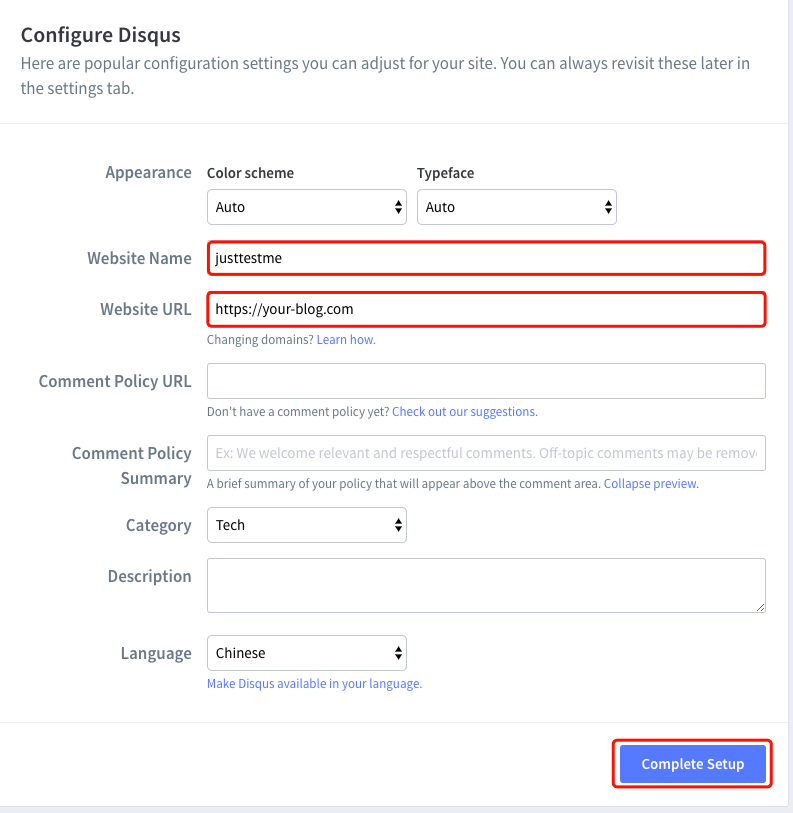 Configure Disqus
Here are popular configuration settings you can adjust for your site. You can always revisit these later in
the settings tab.
Appearance
Color scheme
Typeface
Auto
Auto
Website Name
justtestme
Website URL
https://your-blog.com
Changing domains? Learn how.
Comment Policy URL
Don't have a comment policy yet? Check out our suggestions.
Comment Policy
Summary
Ex: We welcome relevant and respectful comments. Off-topic comments may be remov
A brief summary of your policy that will appear above the comment area. Collapse preview.
Category
Tech
Description
Language
Chinese
Make Disqus available in your language.
Complete Setup